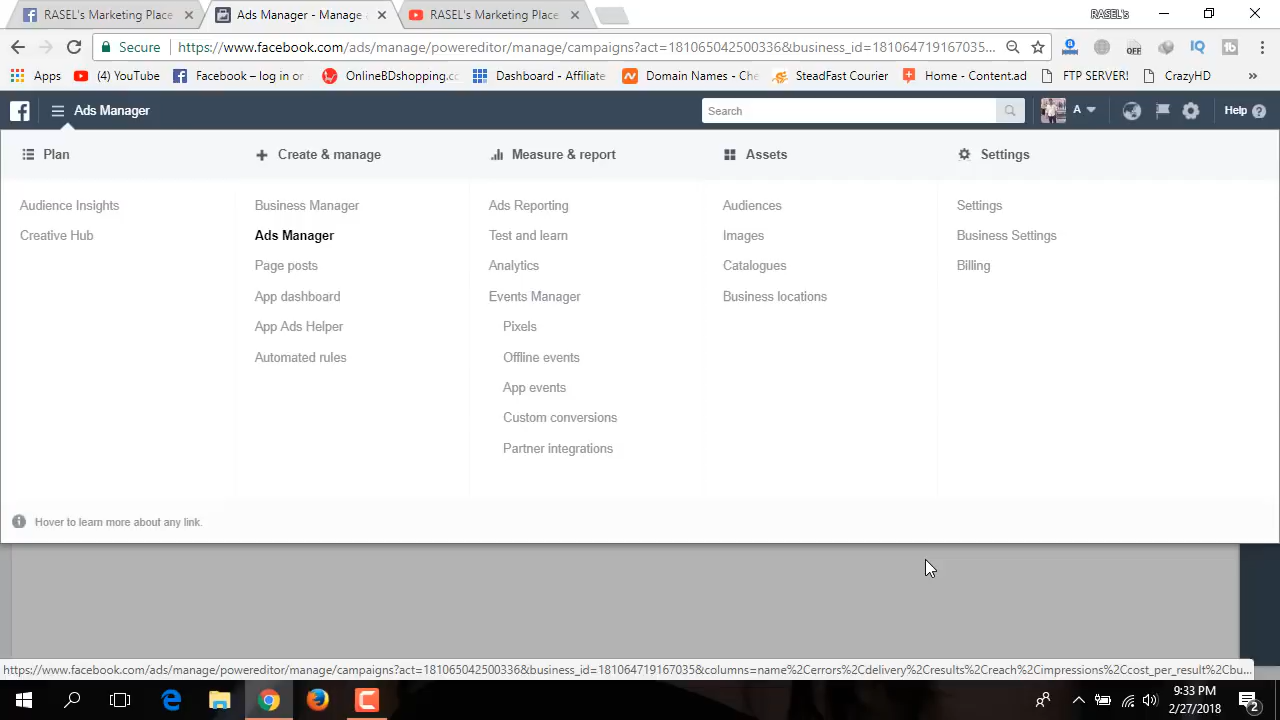 RASEL's Marketing Place
Ads Manager - Manage
RASEL's Marketing Place
RASEL's
Secure
https://www.facebook.com/ads/manage/powereditor/manage/campaigns?act=181065042500336&business_id=181064719167035...
Apps
(4) YouTube
Facebook – log in or
OnlineBDshopping.cc
Dashboard - Affiliate
Domain Names - Che
SteadFast Cour
Home - Content.ad
FTP SERVER!
CrazyHD
Ads Manager
Search
A
Help
Plan
Create & manage
Measure & report
Assets
Settings
Audience Insights
Business Manager
Ads Reporting
Audiences
Settings
Creative Hub
Ads Manager
Test and learn
Images
Business Settings
Page posts
Analytics
Catalogues
Billing
App dashboard
Events Manager
Business locations
App Ads Helper
Pixels
Automated rules
Offline events
App events
Custom conversions
Partner integrations
Hover to learn more about any link.
https://www.facebook.com/ads/manage/powereditor/manage/campaigns?act=181065042500336&business_id=181064719167035&columns=name%2Cerrors%2Cdelivery%2Cresults%2Creach%2Cimpressions%2Ccost_per_result%2Cbu...
9:33 PM
2/27/2018
2